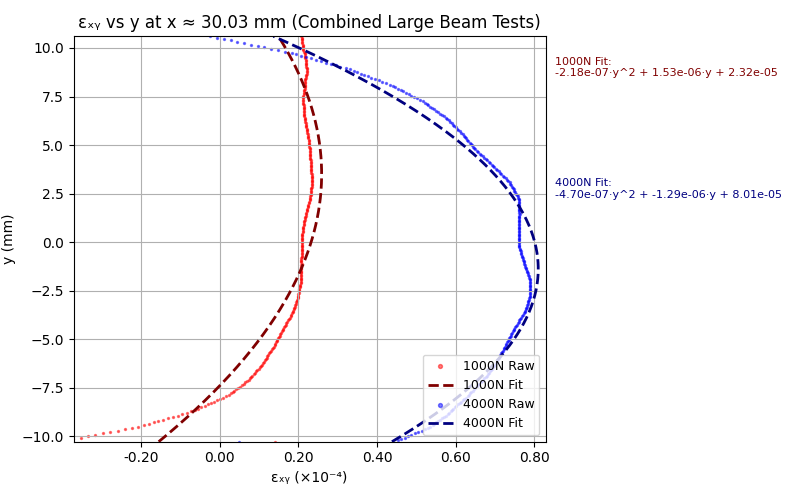 εₓᵧ vs y at x ≈ 30.03 mm (Combined Large Beam Tests)
10.0
7.5
5.0
2.5
0.0
−2.5
−5.0
−7.5
−10.0
y (mm)
-0.20
0.00
0.20
0.40
0.60
0.80
εₓᵧ (×10⁻⁴)
1000N Raw
1000N Fit
4000N Raw
4000N Fit
1000N Fit:
-2.18e-07·y^2 + 1.53e-06·y + 2.32e-05
4000N Fit:
-4.70e-07·y^2 + -1.29e-06·y + 8.01e-05